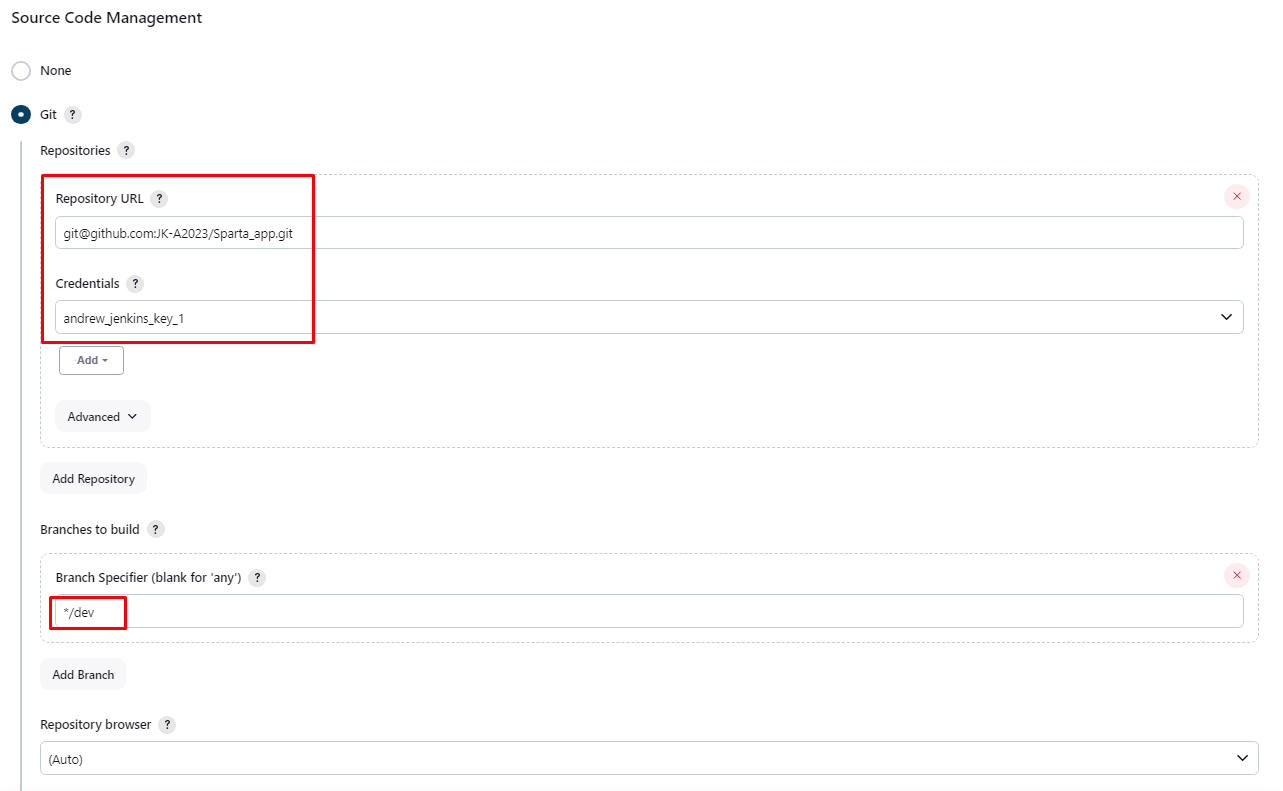 Source Code Management
None
Git ?
Repositories ?
Repository URL ?
git@github.com:JK-A2023/Sparta_app.git
Credentials ?
andrew_jenkins_key_1
Add
Advanced
Add Repository
Branches to build ?
Branch Specifier (blank for 'any') ?
*/dev
Add Branch
Repository browser ?
(Auto)